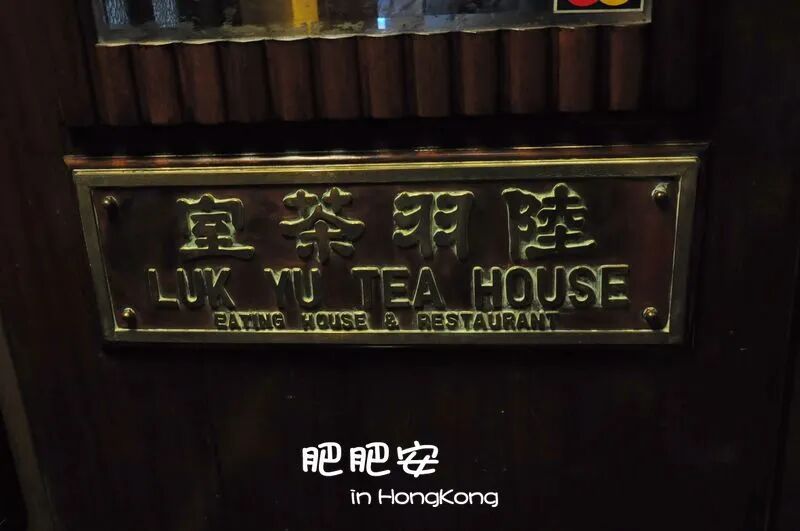 室茶羽陸
LUK YU TEA HOUSE
EATING HOUSE & RESTAURANT
肥肥安
in HongKong